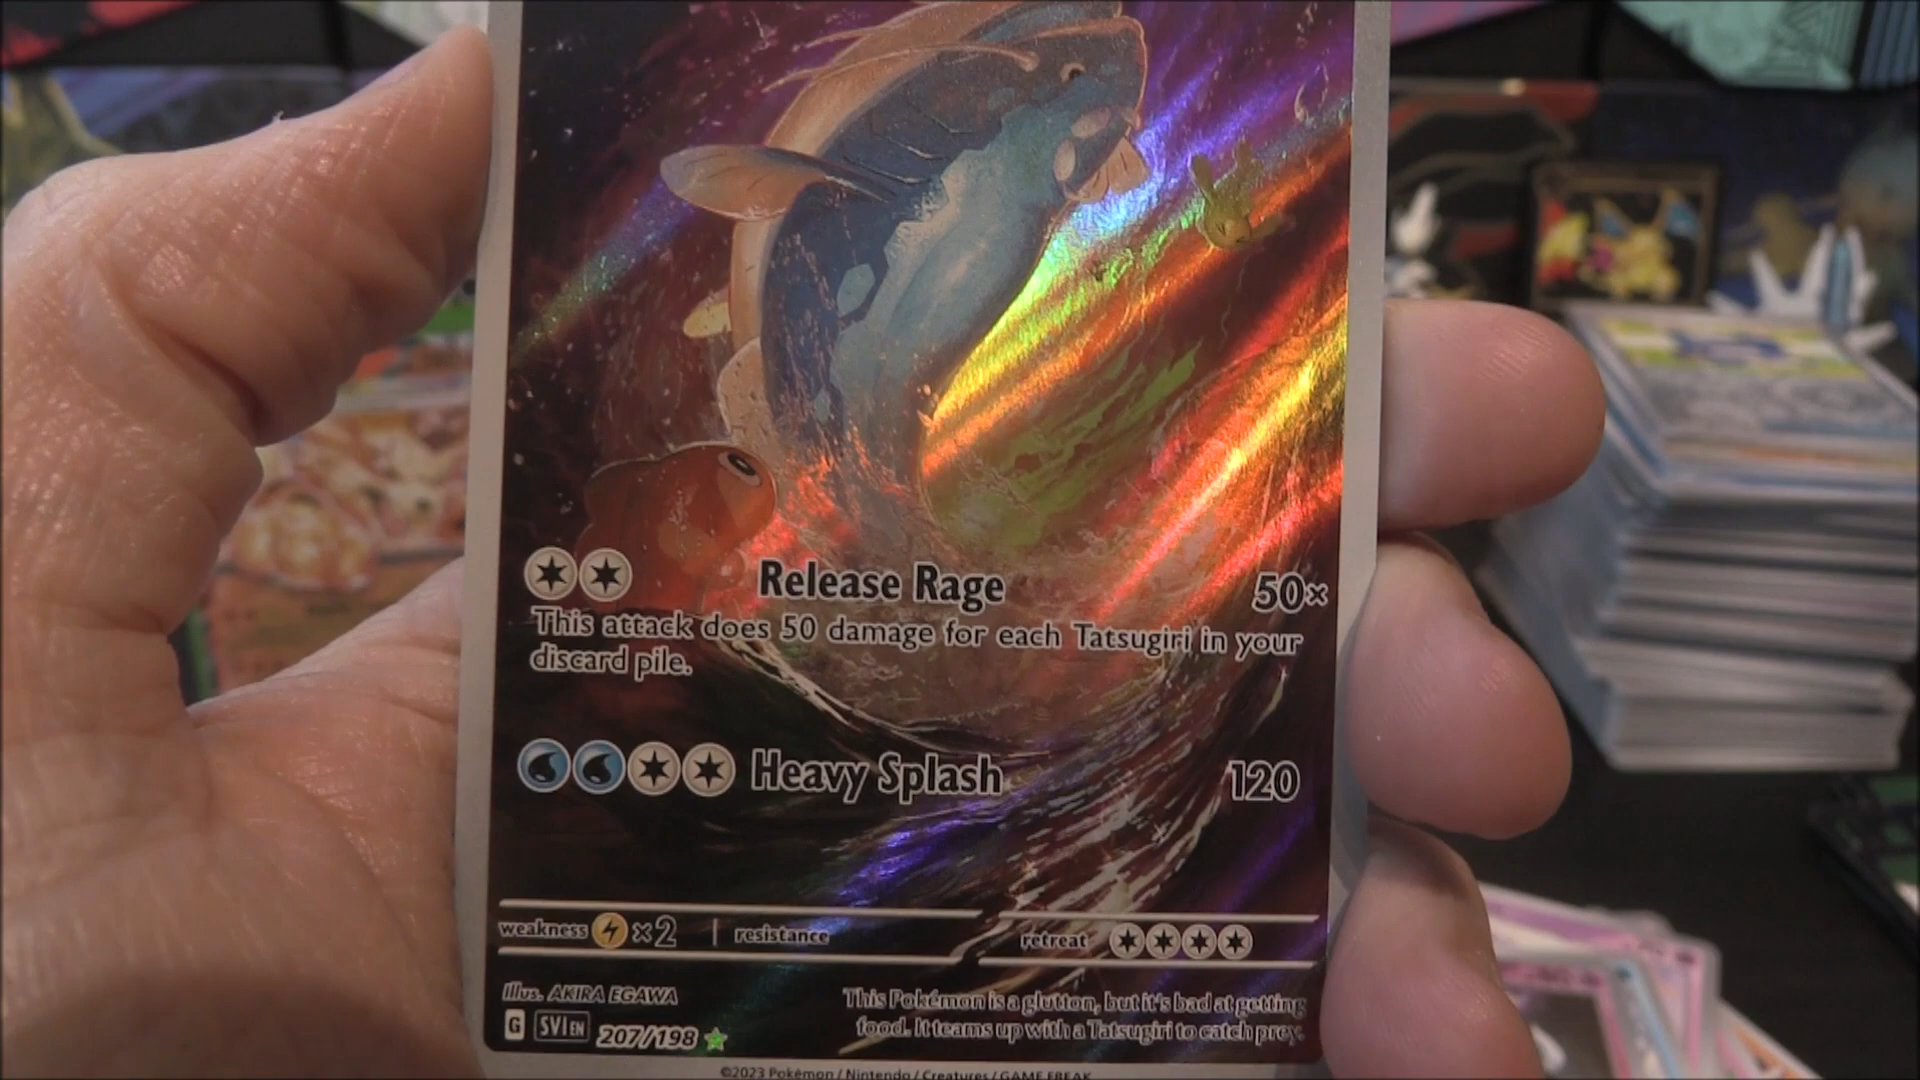 Release Rage 50×
This attack does 50 damage for each Tatsugiri in your
discard pile.
Heavy Splash 120
weakness ×2 resistance retreat
Illus. AKIRA EGAWA
This Pokémon is a glutton, but it's bad at getting
food. It teams up with a Tatsugiri to catch prey.
G SVI EN 207/198
©2023 Pokémon / Nintendo / Creatures / GAME FREAK